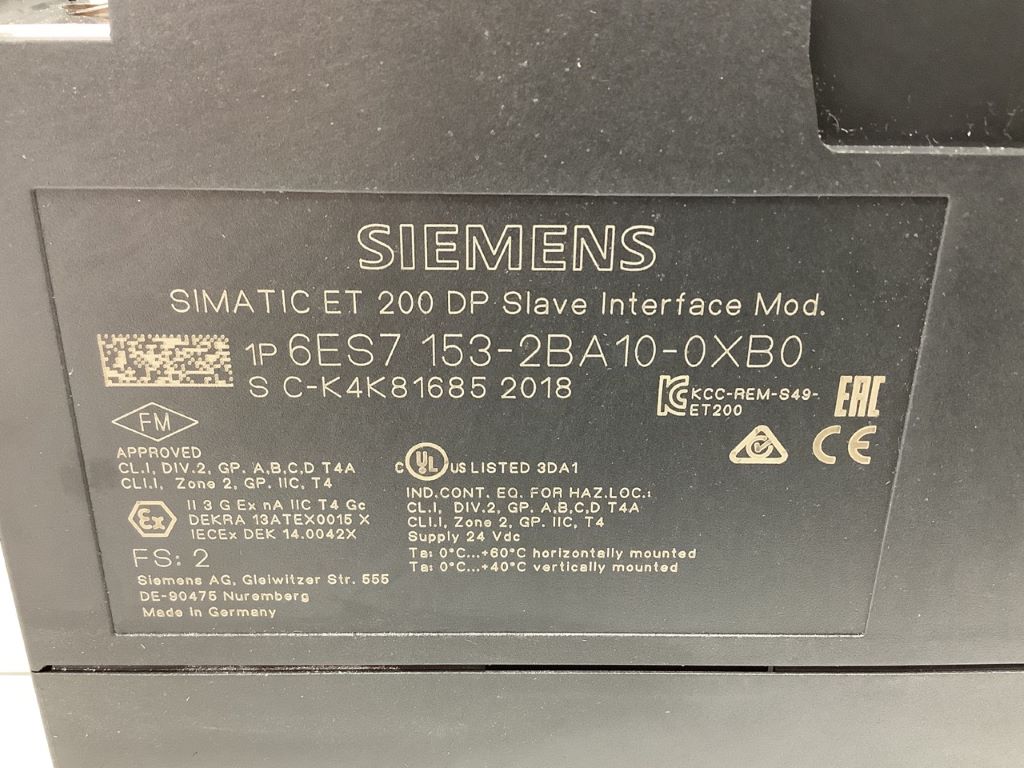 SIEMENS
SIMATIC ET 200 DP Slave Interface Mod.
1P 6ES7 153-2BA10-0XB0
S C-K4K81685 2018
KCC-REM-S49-
ET200
EAC
CE
FM
APPROVED
CL.I, DIV.2, GP. A,B,C,D T4A
CL.I, Zone 2, GP. IIC, T4
Ex
II 3 G Ex nA IIC T4 Gc
DEKRA 13ATEX0015 X
IECEx DEK 14.0042X
FS: 2
Siemens AG, Gleiwitzer Str. 555
DE-90475 Nuremberg
Made in Germany
c UL US LISTED 3DA1
IND.CONT. EQ. FOR HAZ.LOC.:
CL.I, DIV.2, GP. A,B,C,D T4A
CL.I, Zone 2, GP. IIC, T4
Supply 24 Vdc
Ta: 0°C...+60°C horizontally mounted
Ta: 0°C...+40°C vertically mounted